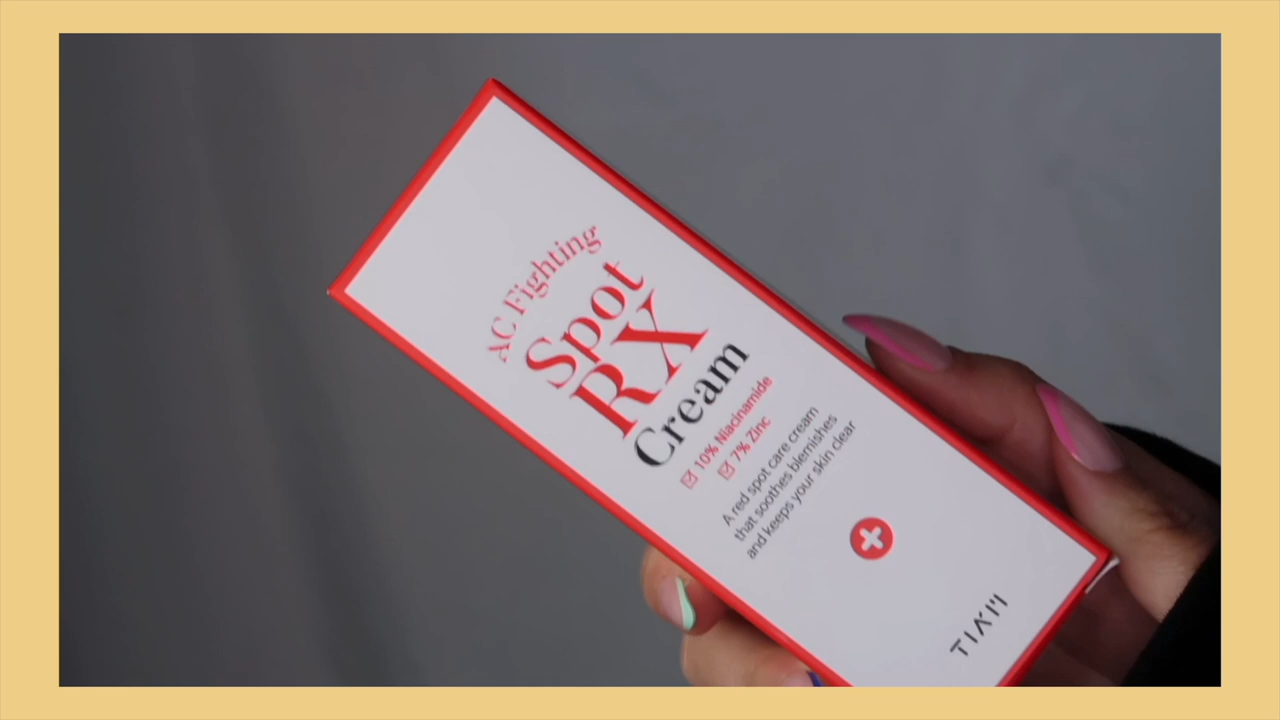 AC Fighting
Spot
RX
Cream
10% Niacinamide
7% Zinc
A red spot care cream
that soothes blemishes
and keeps your skin clear
TIAM